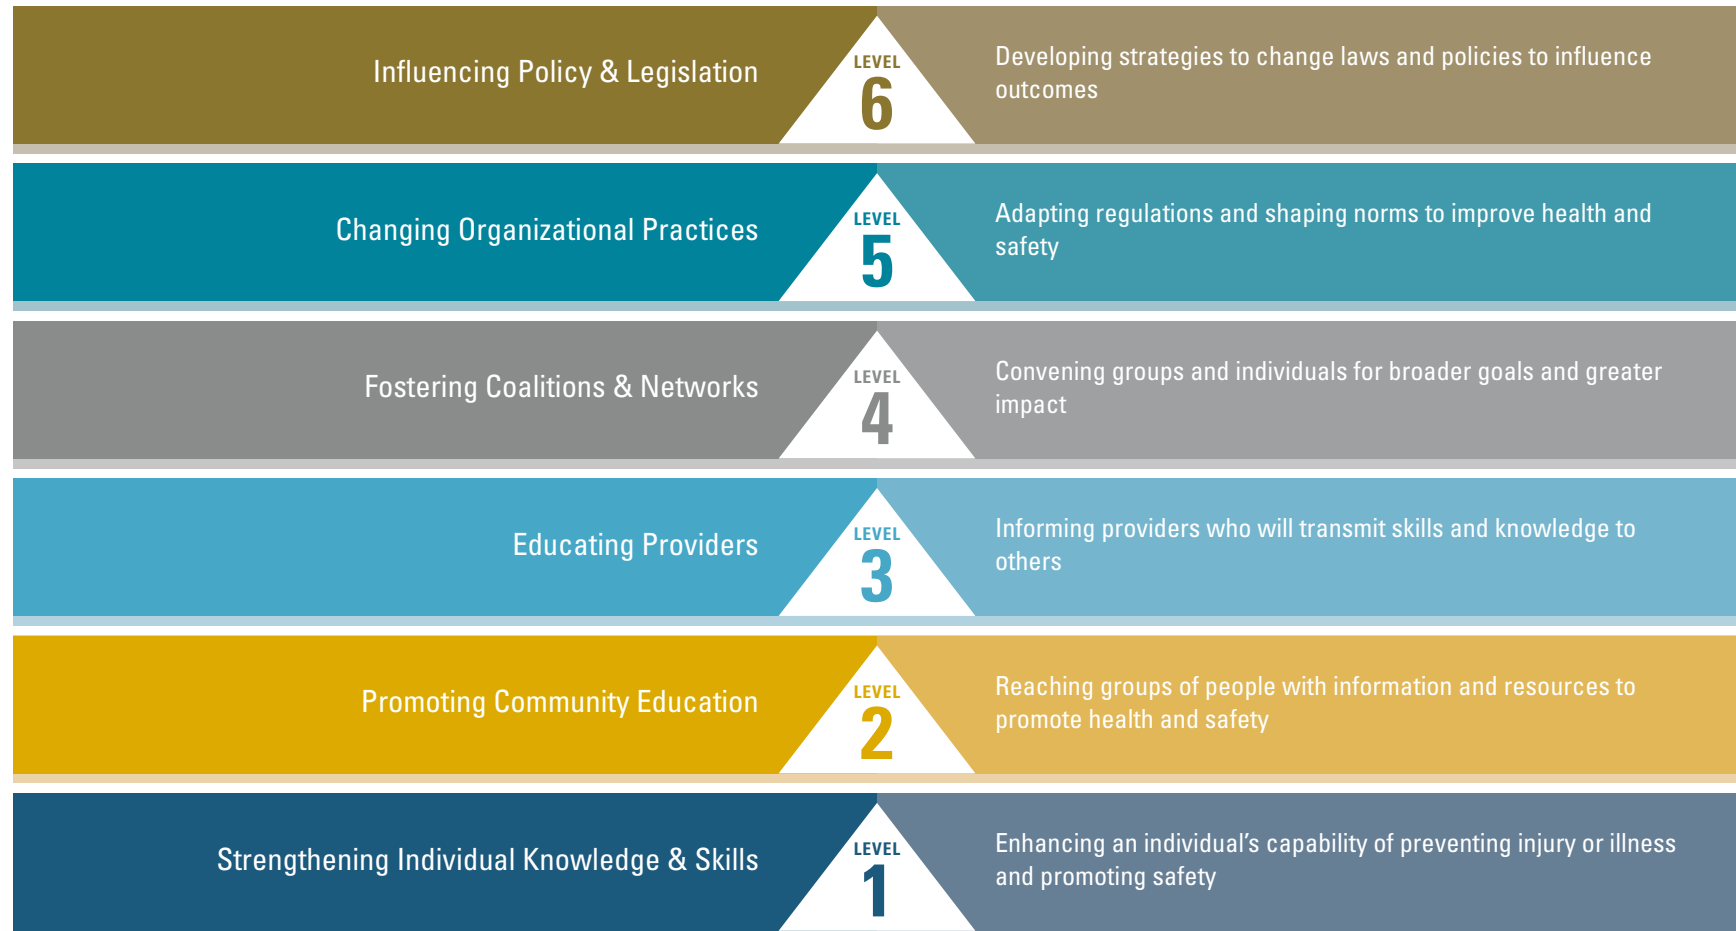 Influencing Policy & Legislation
LEVEL
6
Developing strategies to change laws and policies to influence
outcomes
Changing Organizational Practices
LEVEL
5
Adapting regulations and shaping norms to improve health and
safety
Fostering Coalitions & Networks
LEVEL
4
Convening groups and individuals for broader goals and greater
impact
Educating Providers
LEVEL
3
Informing providers who will transmit skills and knowledge to
others
Promoting Community Education
LEVEL
2
Reaching groups of people with information and resources to
promote health and safety
Strengthening Individual Knowledge & Skills
LEVEL
1
Enhancing an individual’s capability of preventing injury or illness
and promoting safety